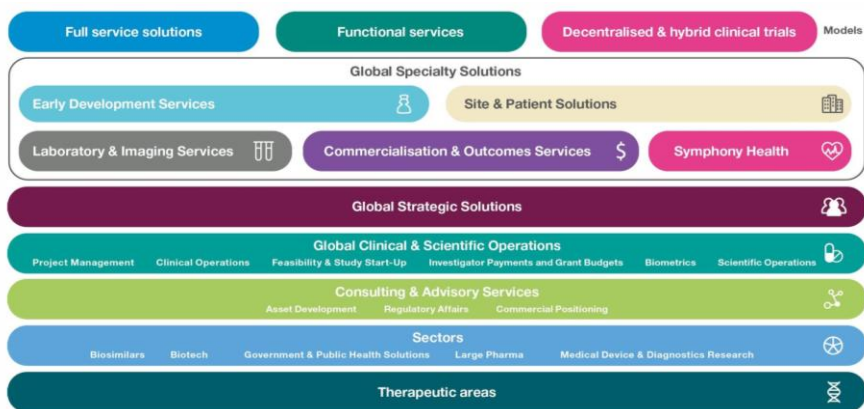 Full service solutions
Functional services
Decentralised & hybrid clinical trials
Models
Global Specialty Solutions
Early Development Services
Site & Patient Solutions
Laboratory & Imaging Services
Commercialisation & Outcomes Services
$
Symphony Health
Global Strategic Solutions
Global Clinical & Scientific Operations
Project Management Clinical Operations Feasibility & Study Start-Up Investigator Payments and Grant Budgets Biometrics Scientific Operations
Consulting & Advisory Services
Asset Development Regulatory Affairs Commercial Positioning
Sectors
Biosimilars Biotech Government & Public Health Solutions Large Pharma Medical Device & Diagnostics Research
Therapeutic areas